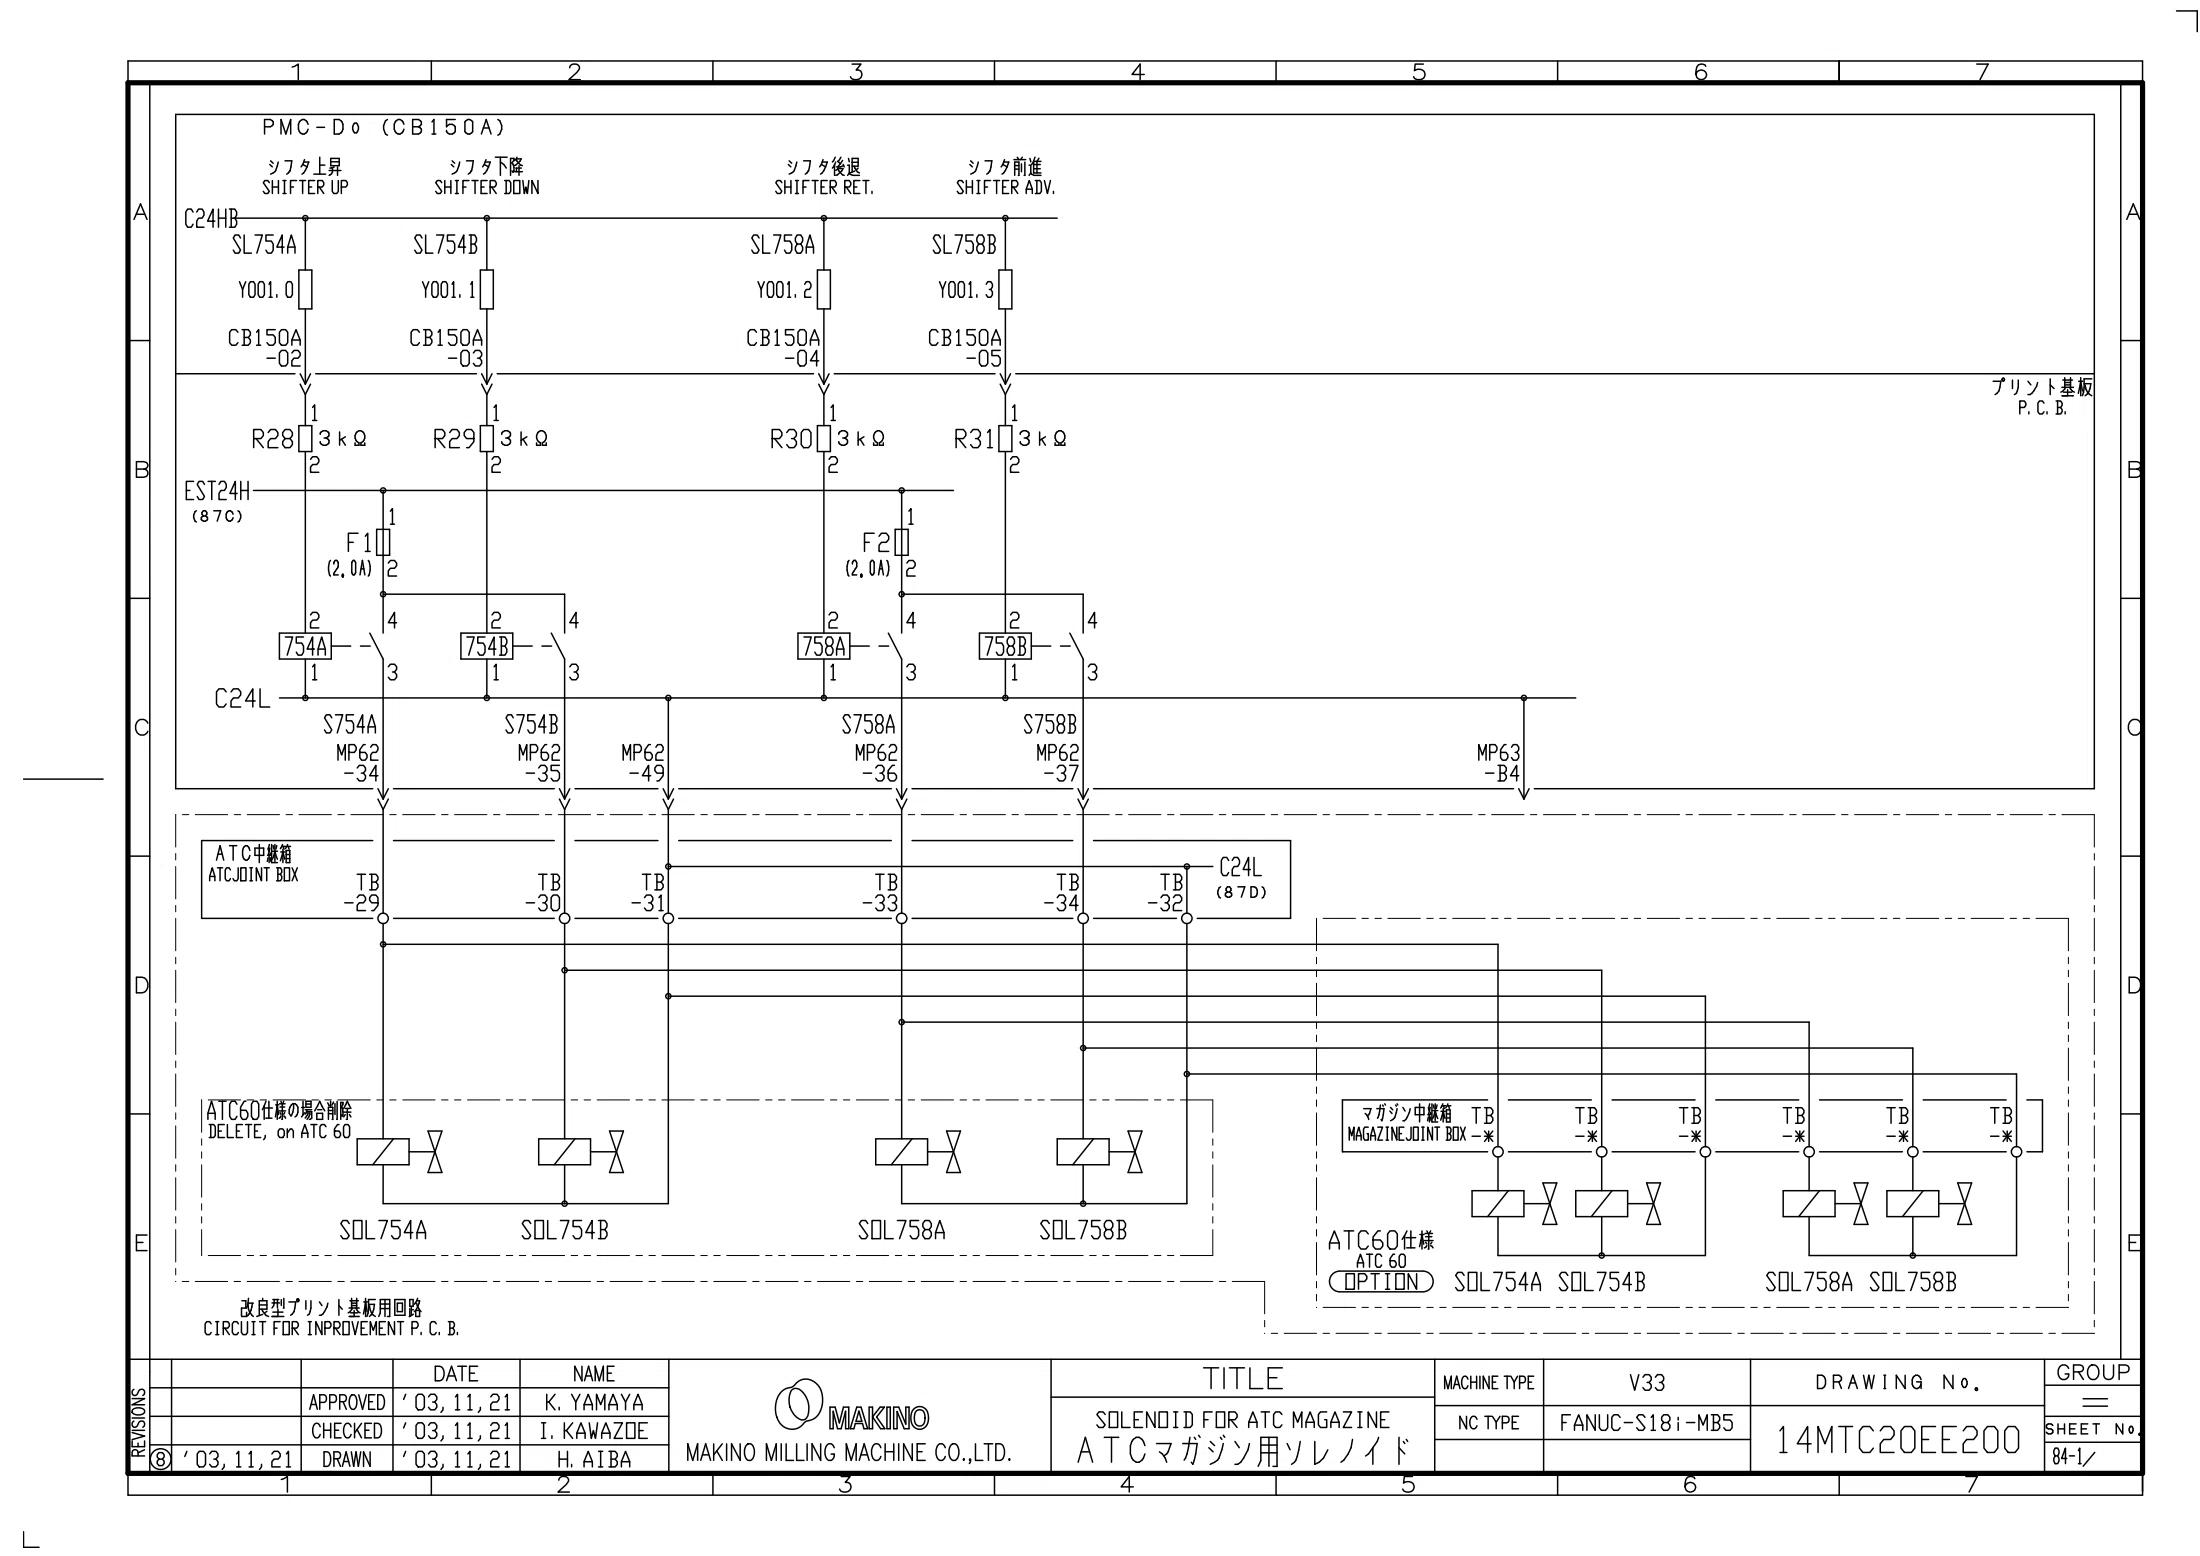 1 2 3 4 5 6 7
PMC-Do (CB150A)
シフタ上昇 シフタ下降 シフタ後退 シフタ前進
SHIFTER UP SHIFTER DOWN SHIFTER RET. SHIFTER ADV.
A A
C24HB
SL754A SL754B SL758A SL758B
Y001.0 Y001.1 Y001.2 Y001.3
CB150A CB150A CB150A CB150A
-02 -03 -04 -05
プリント基板
P.C.B.
1 1 1 1
R28 3kΩ R29 3kΩ R30 3kΩ R31 3kΩ
2 2 2 2
B B
EST24H
(87C)
1 1
F1 F2
(2.0A) 2 (2.0A) 2
2 4 2 4 2 4 2 4
754A 754B 758A 758B
1 3 1 3 1 3 1 3
C24L
C C
S754A S754B S758A S758B
MP62 MP62 MP62 MP62 MP62 MP63
-34 -35 -49 -36 -37 -B4
ATC中継箱
ATCJOINT BOX
C24L
(87D)
TB TB TB TB TB TB
-29 -30 -31 -33 -34 -32
D D
ATC60仕様の場合削除
DELETE, on ATC 60
マガジン中継箱
MAGAZINEJOINT BOX
TB TB TB TB TB TB
-* -* -* -* -* -*
SOL754A SOL754B SOL758A SOL758B
E E
ATC60仕様
ATC 60
OPTION
SOL754A SOL754B SOL758A SOL758B
改良型プリント基板用回路
CIRCUIT FOR INPROVEMENT P.C.B.
REVISIONS
DATE NAME
APPROVED '03,11,21 K. YAMAYA
CHECKED '03,11,21 I. KAWAZOE
⑧ '03,11,21 DRAWN '03,11,21 H. AIBA
MAKINO
MAKINO MILLING MACHINE CO.,LTD.
TITLE
SOLENOID FOR ATC MAGAZINE
ATCマガジン用ソレノイド
MACHINE TYPE V33
NC TYPE FANUC-S18i-MB5
DRAWING No.
14MTC20EE200
GROUP
=
SHEET No.
84-1/
1 2 3 4 5 6 7